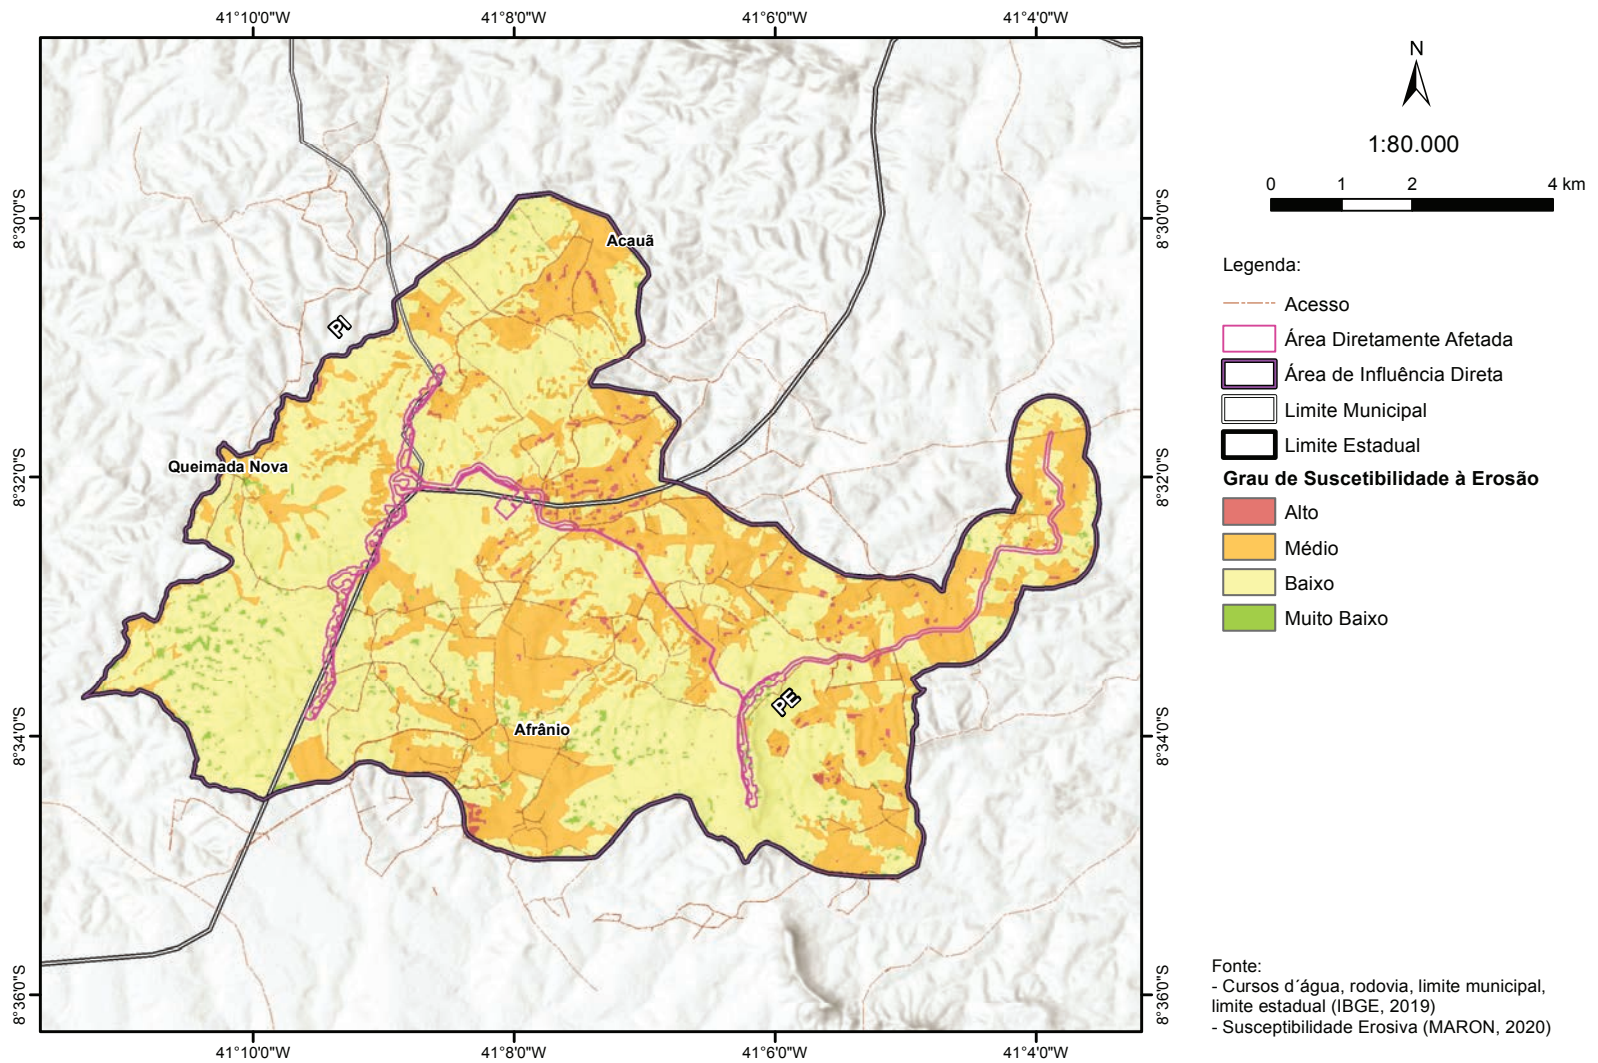 41°10'0"W
41°8'0"W
41°6'0"W
41°4'0"W
8°30'0"S
8°30'0"S
8°32'0"S
8°32'0"S
8°34'0"S
8°34'0"S
8°36'0"S
8°36'0"S
Acauã
PI
Queimada Nova
PE
Afrânio
41°10'0"W
41°8'0"W
41°6'0"W
41°4'0"W
N
1:80.000
0 1 2 4 km
Legenda:
Acesso
Área Diretamente Afetada
Área de Influência Direta
Limite Municipal
Limite Estadual
Grau de Suscetibilidade à Erosão
Alto
Médio
Baixo
Muito Baixo
Fonte:
- Cursos d´água, rodovia, limite municipal,
limite estadual (IBGE, 2019)
- Susceptibilidade Erosiva (MARON, 2020)